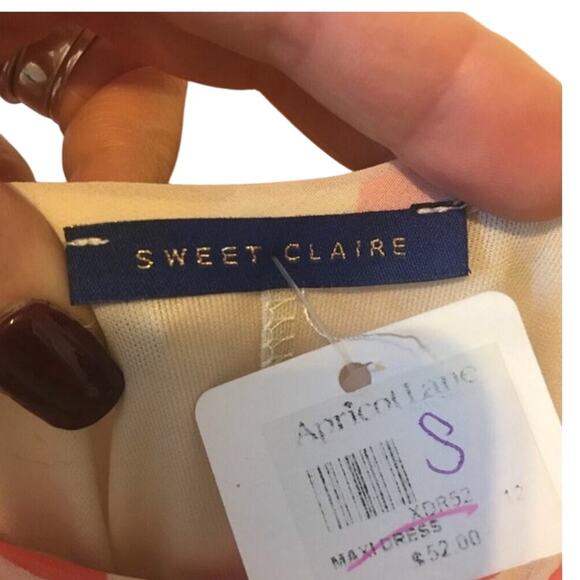 SWEET CLAIRE
Apricot Lane
S
XDR52 12
MAXI DRESS
$52.00